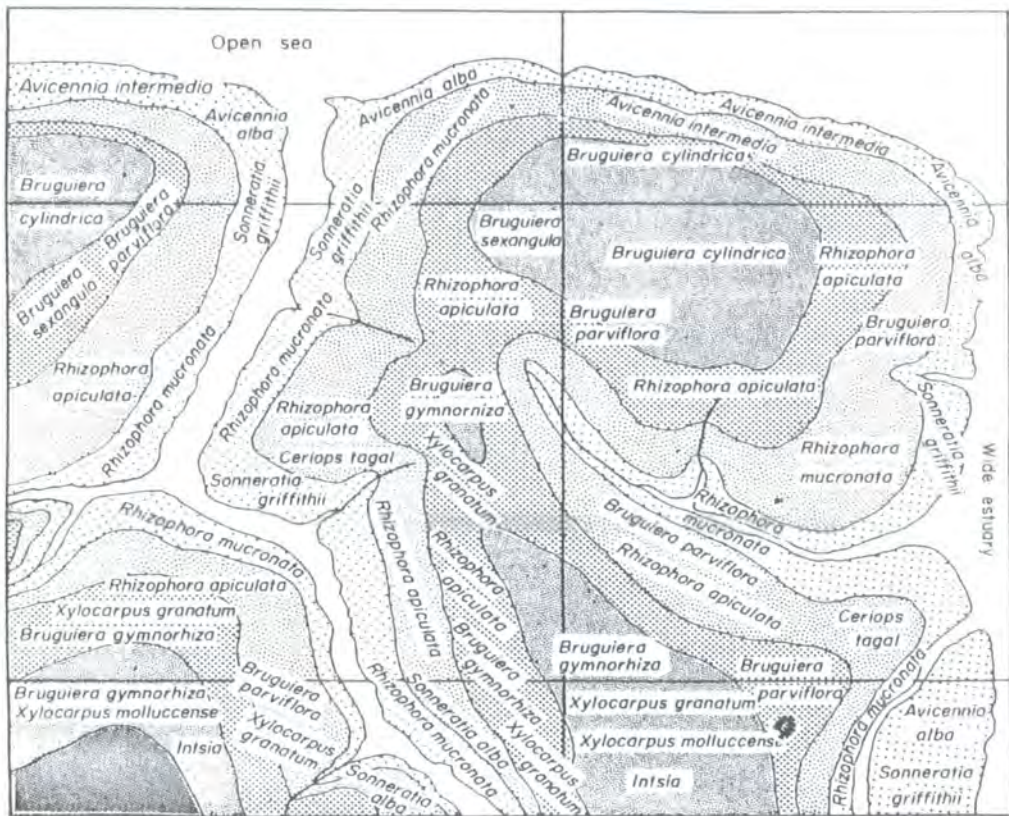 Open sea
Avicennia intermedia
Avicennia
alba
Sonneratia
griffithii
Bruguiera
cylindrica
Bruguiera
parviflora
Bruguiera
sexangula
Rhizophora
apiculata
Rhizophora mucronata
Avicennia alba
Rhizophora mucronata
Sonneratia
griffithii
Avicennia intermedia
Avicennia intermedia
Avicennia
alba
Bruguiera cylindrica
Bruguiera
sexangula
Bruguiera cylindrica
Rhizophora
apiculata
Rhizophora
apiculata
Bruguiera
parviflora
Bruguiera
parviflora
Rhizophora mucronata
Rhizophora
apiculata
Ceriops tagal
Sonneratia
griffithii
Bruguiera
gymnorniza
Xylocarpus
granatum
Rhizophora apiculata
Rhizophora
mucronata
Sonneratia
griffithii
Wide estuary
Rhizophora
mucronata
Bruguiera parviflora
Rhizophora apiculata
Ceriops
tagal
Rhizophora mucronata
Rhizophora mucronata
Rhizophora apiculata
Xylocarpus granatum
Bruguiera gymnorhiza
Bruguiera gymnorhiza
Xylocarpus molluccense
Intsia
Bruguiera
parviflora
Xylocarpus
granatum
Rhizophora apiculata
Sonneratia alba
Rhizophora mucronata
Sonneratia
alba
Rhizophora
apiculata
Bruguiera
gymnorhiza
Xylocarpus
granatum
Bruguiera
gymnorhiza
Bruguiera
parviflora
Xylocarpus granatum
Xylocarpus molluccense
Intsia
Avicennia
alba
Sonneratia
griffithii